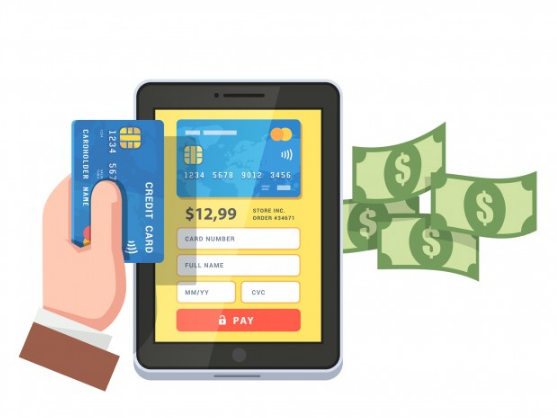 CREDIT CARD
1234 567
CARDHOLDER NAME
1234 5678 9012 3456
$12,99
STORE INC.
ORDER #34671
CARD NUMBER
FULL NAME
MM/YY
CVC
PAY
$
$
$
$